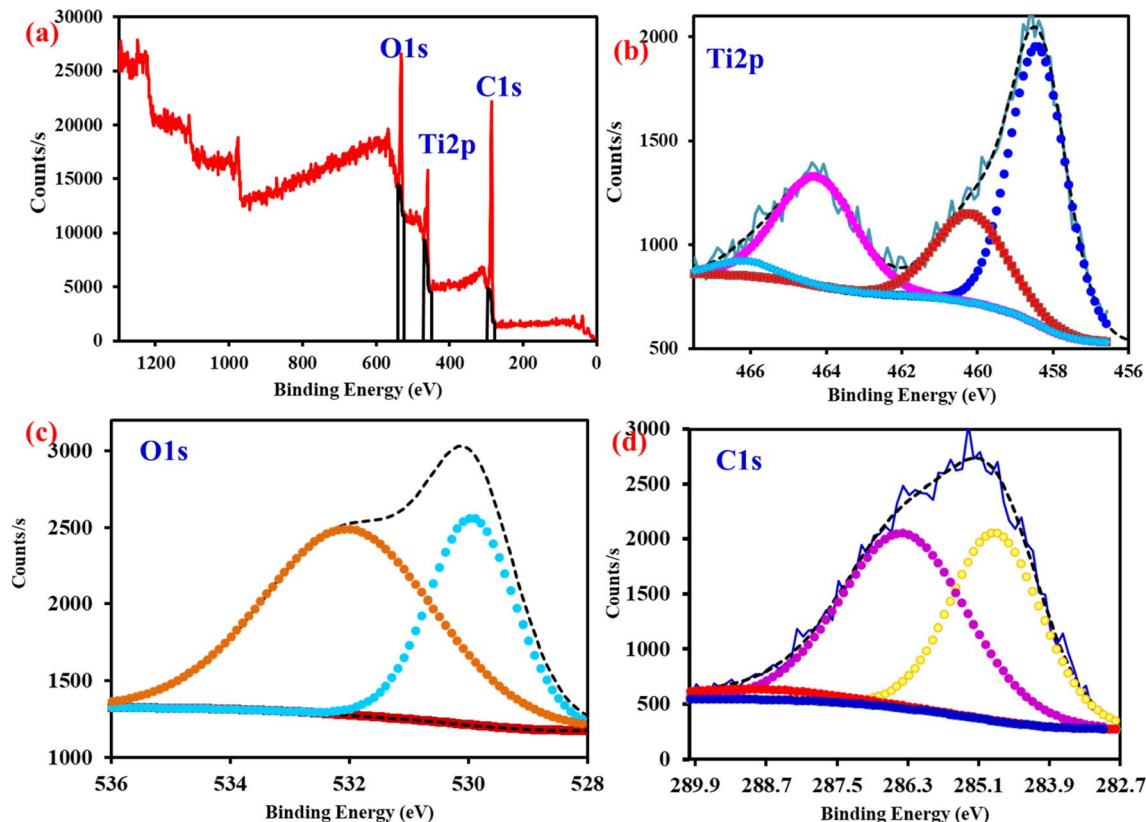 (a)
30000
25000
20000
15000
10000
5000
0
Counts/s
O1s
C1s
Ti2p
1200 1000 800 600 400 200 0
Binding Energy (eV)
(b)
Ti2p
2000
1500
1000
500
Counts/s
466 464 462 460 458 456
Binding Energy (eV)
(c)
O1s
3000
2500
2000
1500
1000
Counts/s
536 534 532 530 528
Binding Energy (eV)
(d)
C1s
3000
2500
2000
1500
1000
500
0
Counts/s
289.9 288.7 287.5 286.3 285.1 283.9 282.7
Binding Energy (eV)